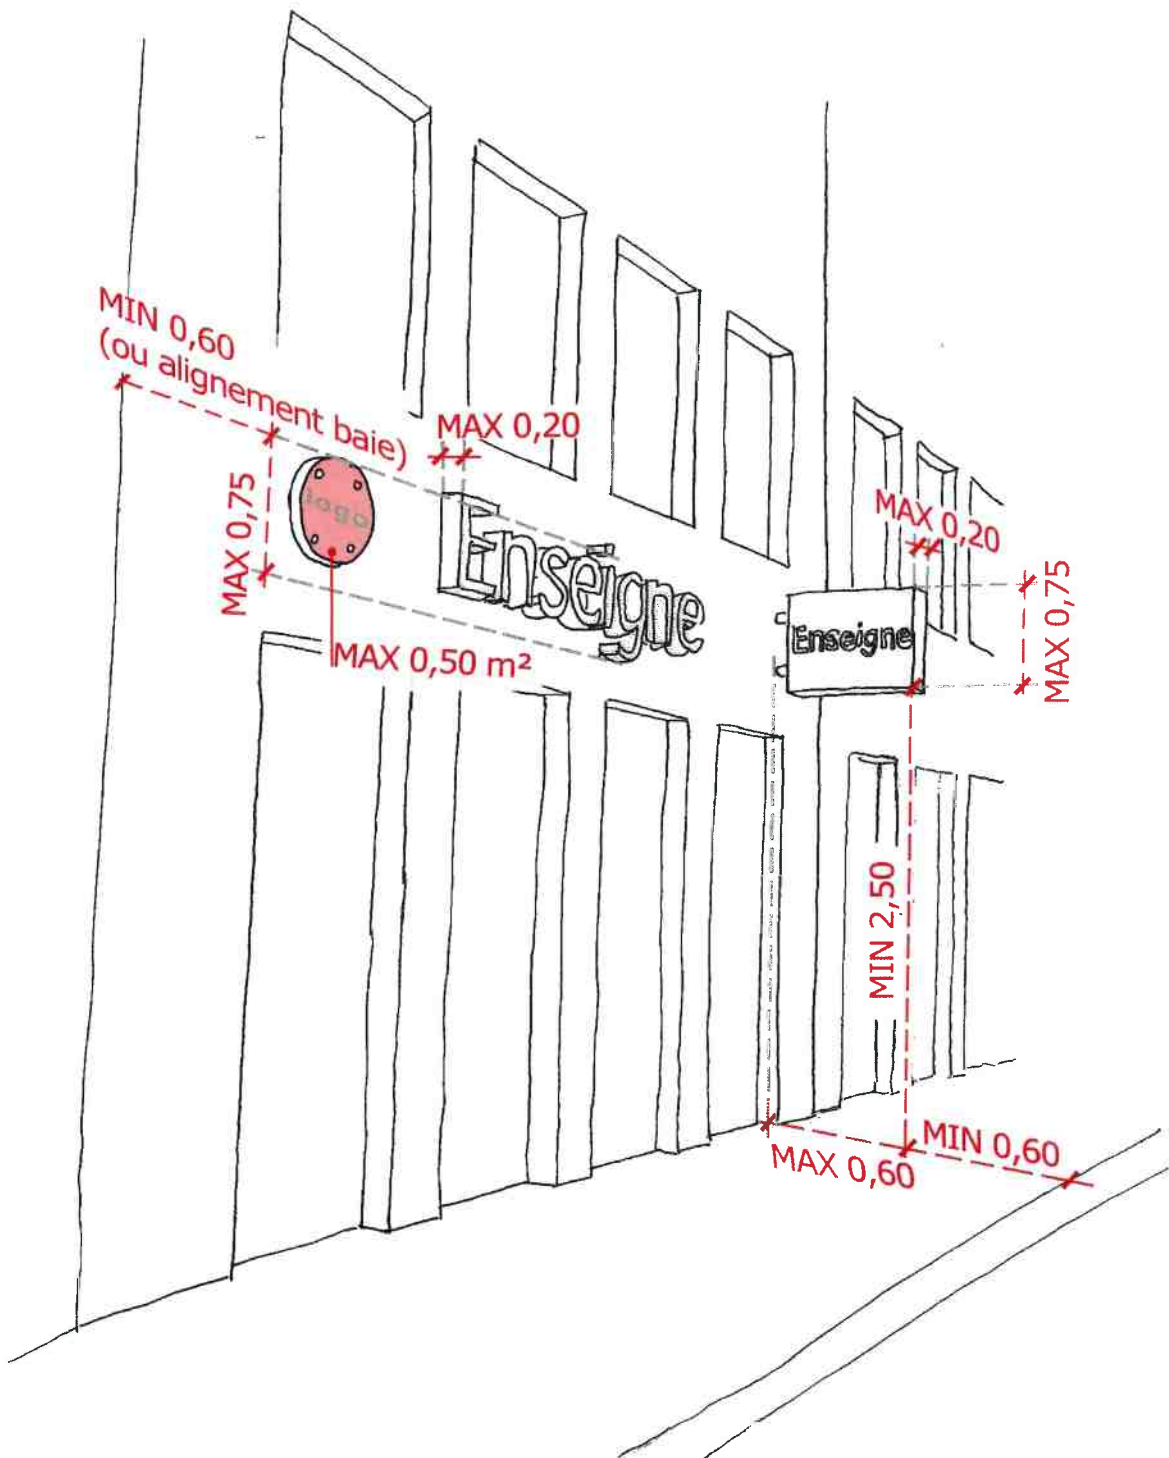 MIN 0,60
(ou alignement baie)
MAX 0,20
MAX 0,75
logo
Enseigne
MAX 0,50 m²
MAX 0,20
Enseigne
MAX 0,75
MIN 2,50
MAX 0,60
MIN 0,60